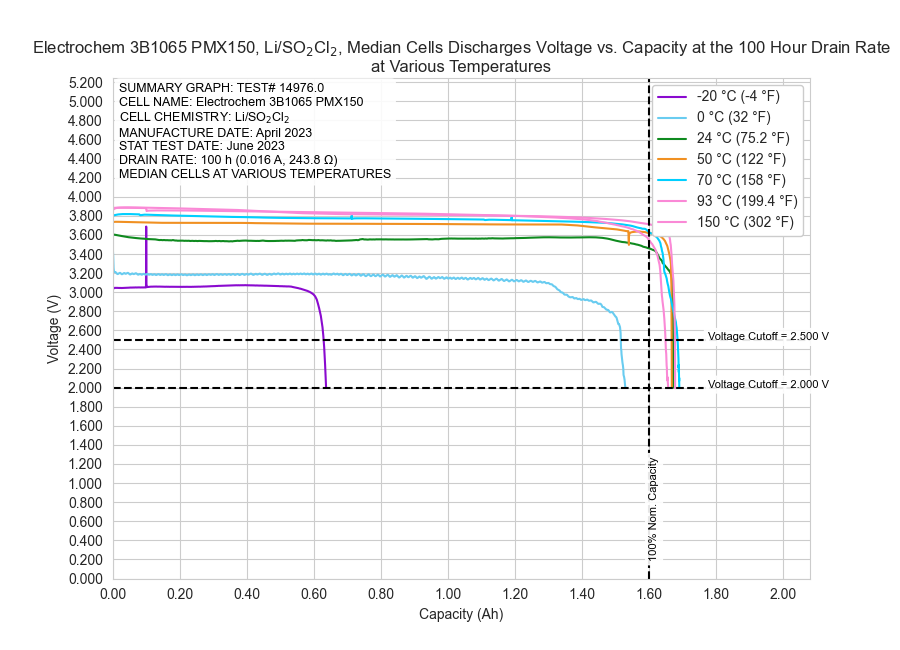 Electrochem 3B1065 PMX150, Li/SO₂Cl₂, Median Cells Discharges Voltage vs. Capacity at the 100 Hour Drain Rate
at Various Temperatures
SUMMARY GRAPH: TEST# 14976.0
CELL NAME: Electrochem 3B1065 PMX150
CELL CHEMISTRY: Li/SO₂Cl₂
MANUFACTURE DATE: April 2023
STAT TEST DATE: June 2023
DRAIN RATE: 100 h (0.016 A, 243.8 Ω)
MEDIAN CELLS AT VARIOUS TEMPERATURES
-20 °C (-4 °F)
0 °C (32 °F)
24 °C (75.2 °F)
50 °C (122 °F)
70 °C (158 °F)
93 °C (199.4 °F)
150 °C (302 °F)
5.200
5.000
4.800
4.600
4.400
4.200
4.000
3.800
3.600
3.400
3.200
3.000
2.800
2.600
2.400
2.200
2.000
1.800
1.600
1.400
1.200
1.000
0.800
0.600
0.400
0.200
0.000
Voltage (V)
Voltage Cutoff = 2.500 V
Voltage Cutoff = 2.000 V
100% Nom. Capacity
0.00 0.20 0.40 0.60 0.80 1.00 1.20 1.40 1.60 1.80 2.00
Capacity (Ah)